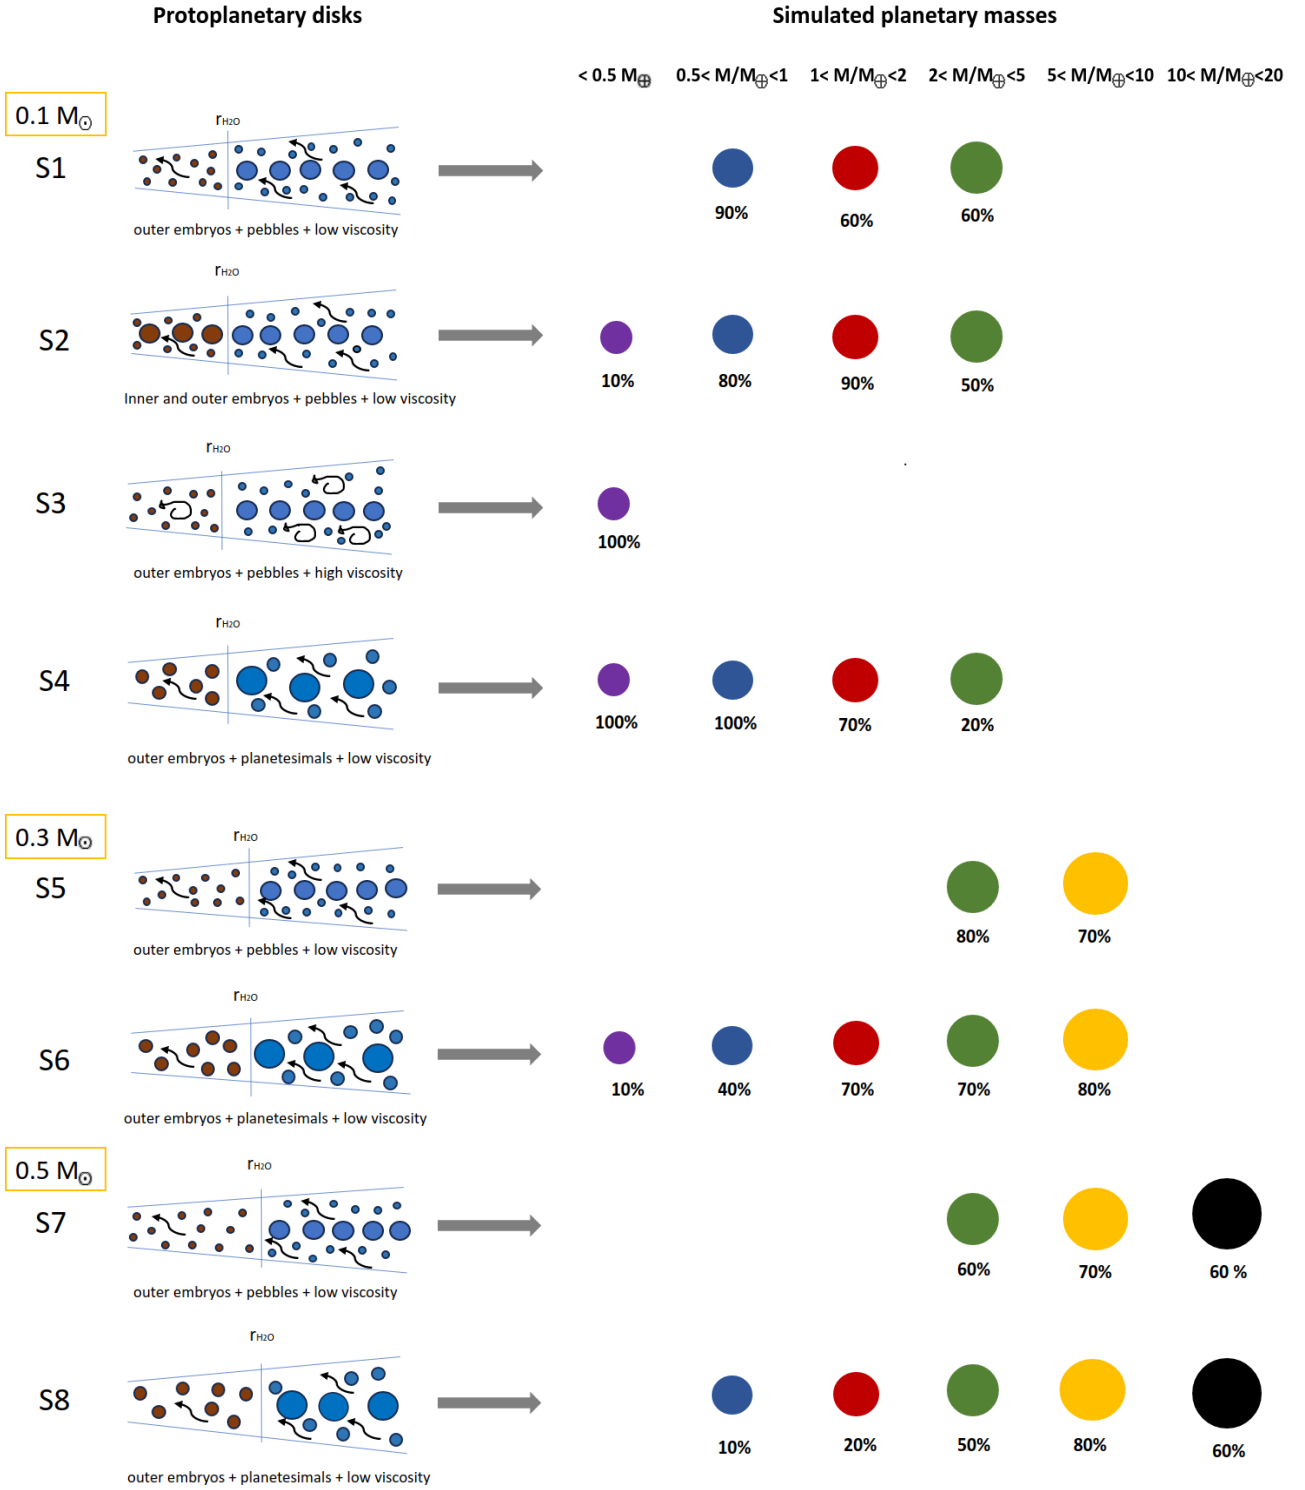 Protoplanetary disks
Simulated planetary masses
< 0.5 M⊕ 0.5< M/M⊕<1 1< M/M⊕<2 2< M/M⊕<5 5< M/M⊕<10 10< M/M⊕<20
0.1 M⊙
rH2O
S1
90% 60% 60%
outer embryos + pebbles + low viscosity
rH2O
S2
10% 80% 90% 50%
Inner and outer embryos + pebbles + low viscosity
rH2O
S3
100%
outer embryos + pebbles + high viscosity
rH2O
S4
100% 100% 70% 20%
outer embryos + planetesimals + low viscosity
0.3 M⊙
rH2O
S5
80% 70%
outer embryos + pebbles + low viscosity
rH2O
S6
10% 40% 70% 70% 80%
outer embryos + planetesimals + low viscosity
0.5 M⊙
rH2O
S7
60% 70% 60 %
outer embryos + pebbles + low viscosity
rH2O
S8
10% 20% 50% 80% 60%
outer embryos + planetesimals + low viscosity